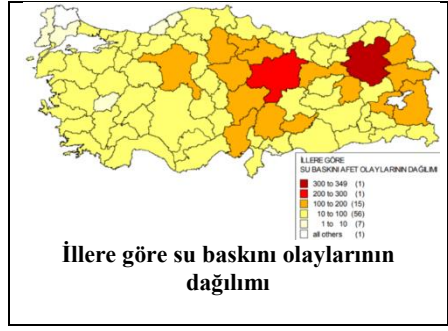 İLLERE GÖRE
SU BASKINI AFET OLAYLARININ DAĞILIMI
300 to 349 (1)
200 to 300 (1)
100 to 200 (15)
10 to 100 (56)
1 to 10 (7)
all others (1)
İllere göre su baskını olaylarının
dağılımı